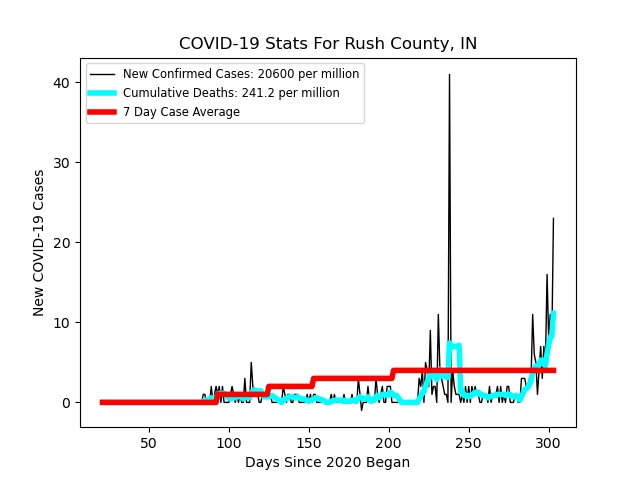 COVID-19 Stats For Rush County, IN
New Confirmed Cases: 20600 per million
Cumulative Deaths: 241.2 per million
7 Day Case Average
New COVID-19 Cases
40
30
20
10
0
50 100 150 200 250 300
Days Since 2020 Began